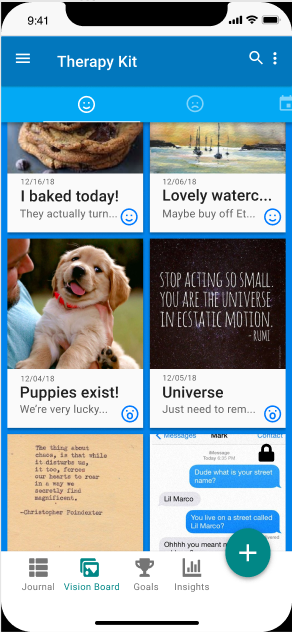 9:41
Therapy Kit
12/16/18
I baked today!
They actually turn...
12/06/18
Lovely waterc...
Maybe buy off Et...
STOP ACTING SO SMALL.
YOU ARE THE UNIVERSE
IN ECSTATIC MOTION.
- RUMI
12/04/18
Puppies exist!
We're very lucky...
12/05/18
Universe
Just need to rem...
The thing about
chaos, is that while
it disturbs us,
it too, forces
our hearts to roar
in a way we
secretly find
magnificent.
-Christopher Poindexter
Messages
Mark
Contact
iMessage
Today 8:35 PM
Dude what is your street
name?
Lil Marco
You live on a street called
Lil Marco?
Ohhhh you meant m
Journal
Vision Board
Goals
Insights